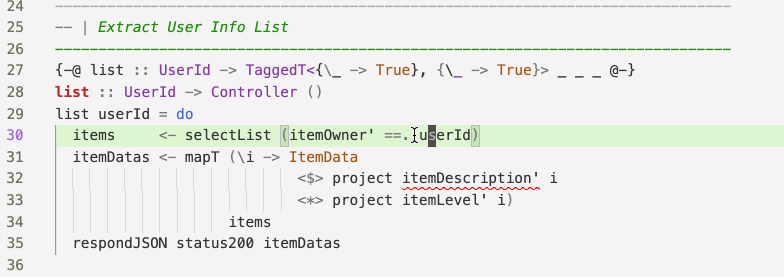 24 ---------------------------------------------------------------------------
25 -- | Extract User Info List
26 ---------------------------------------------------------------------------
27 {-@ list :: UserId -> TaggedT<{\_ -> True}, {\_ -> True}> _ _ _ @-}
28 list :: UserId -> Controller ()
29 list userId = do
30   items     <- selectList (itemOwner' ==. userId)
31   itemDatas <- mapT (\i -> ItemData
32                            <$> project itemDescription' i
33                            <*> project itemLevel' i)
34                    items
35   respondJSON status200 itemDatas
36